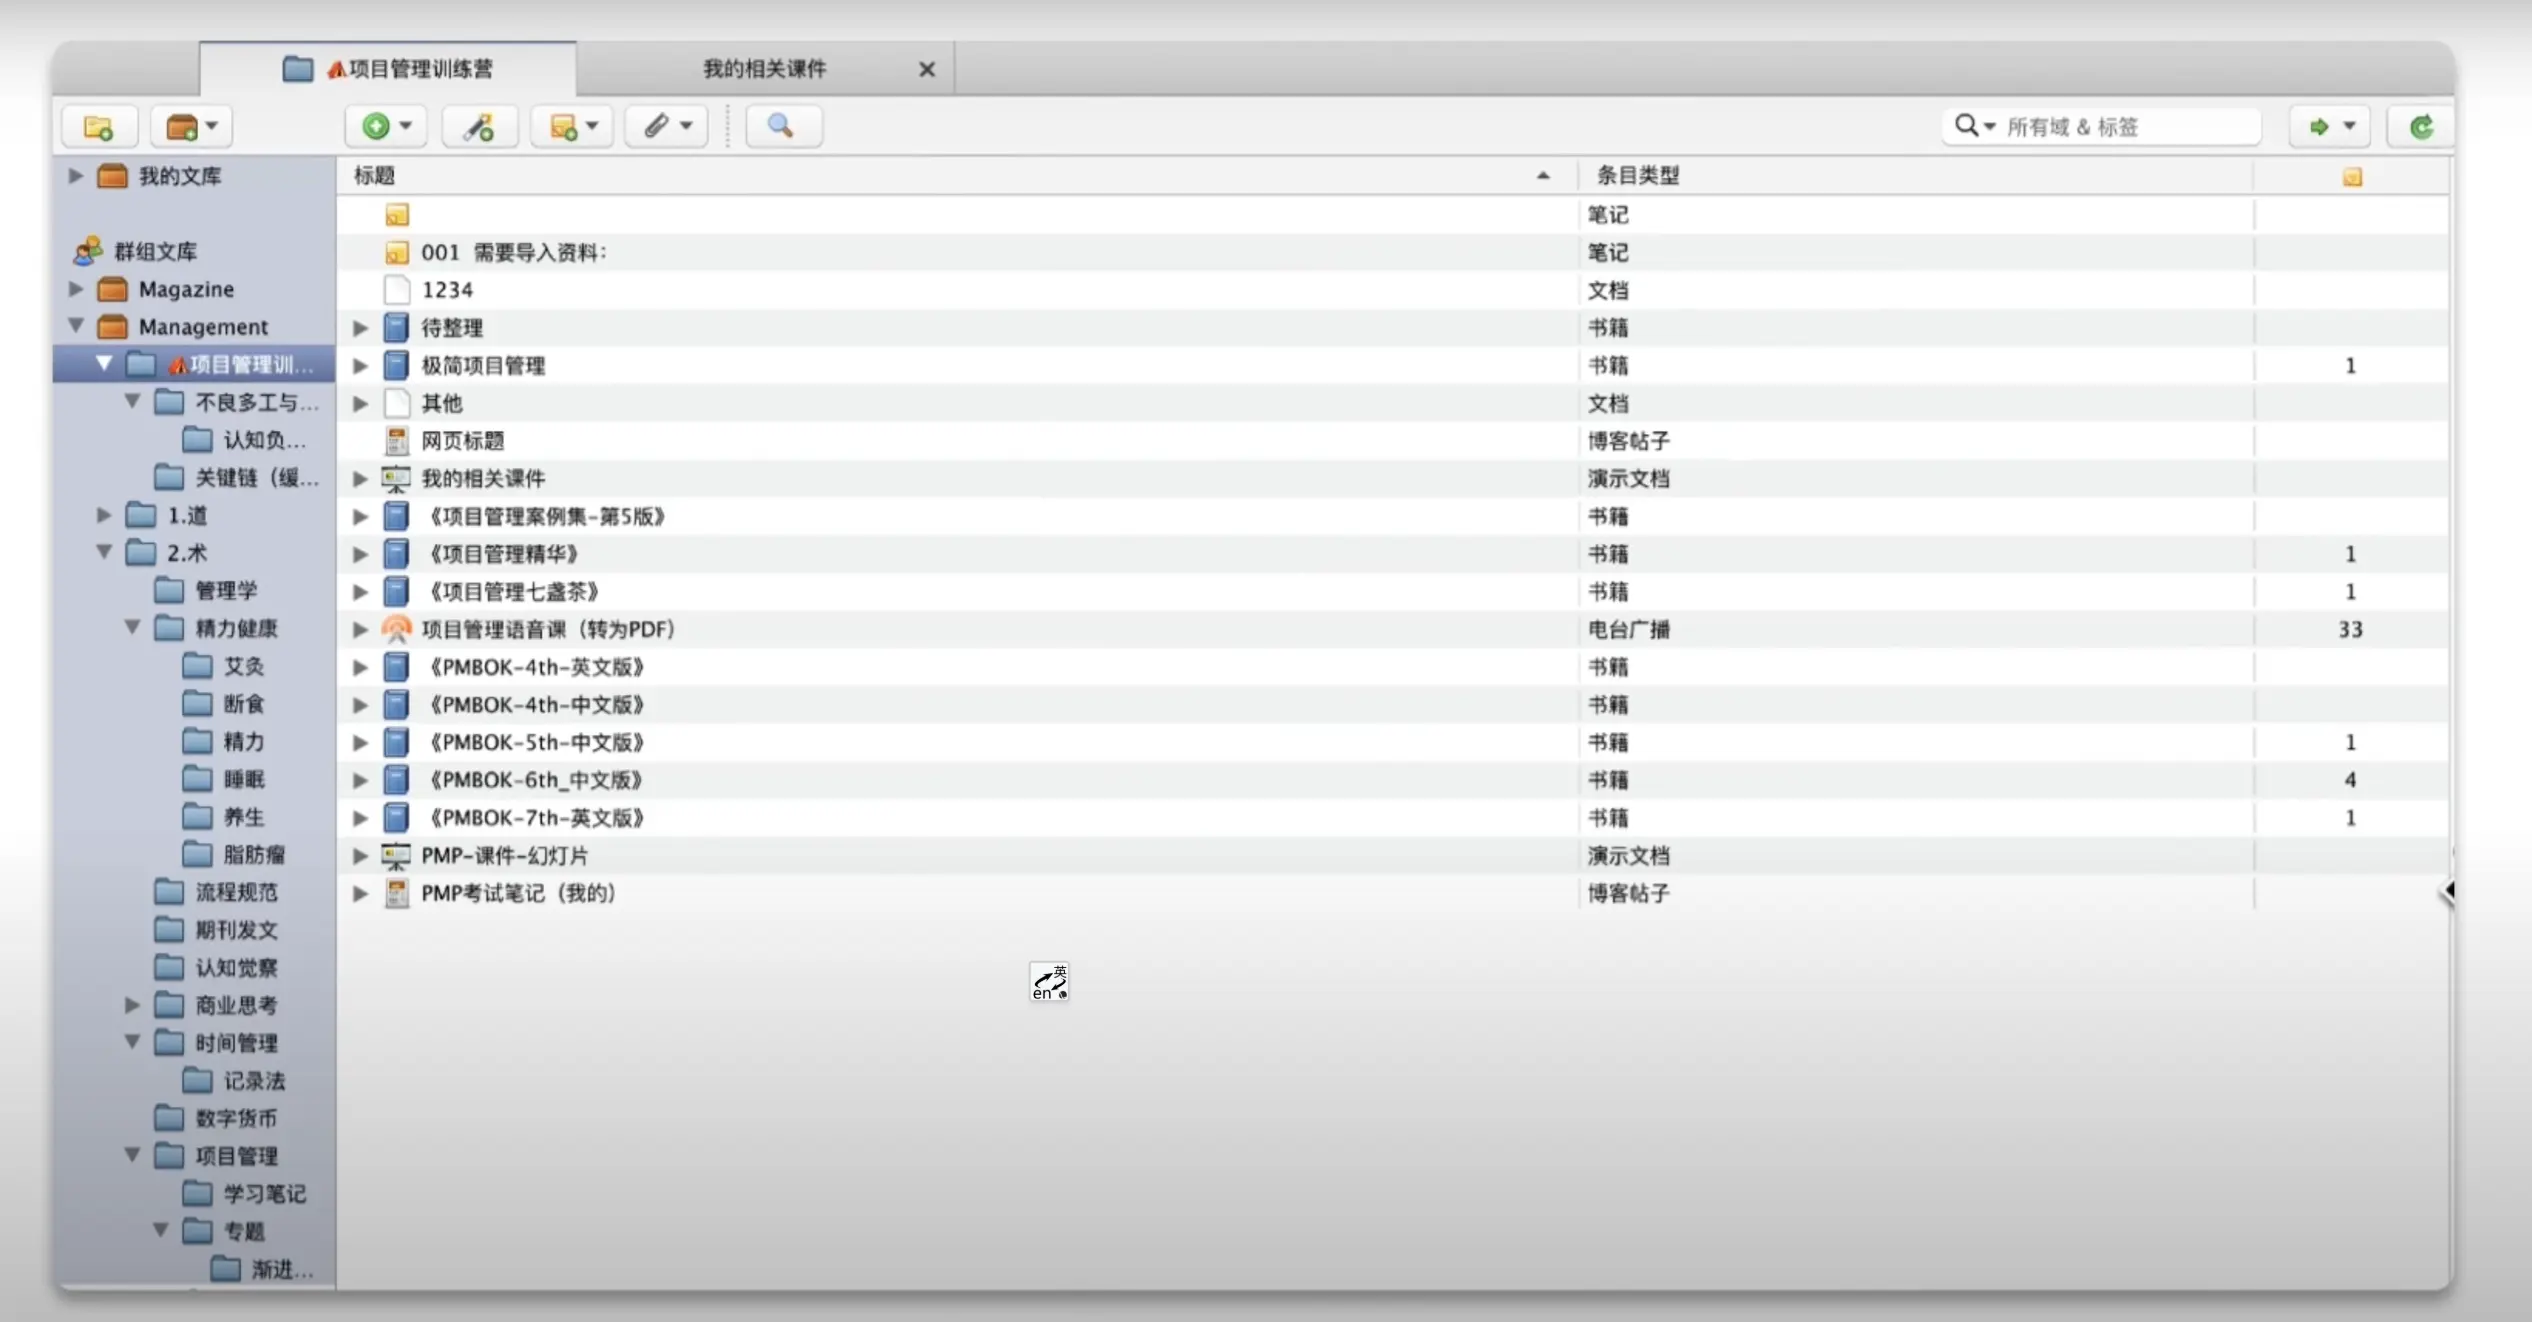 项目管理训练营
我的相关课件
所有域 & 标签
我的文库
群组文库
Magazine
Management
项目管理训...
不良多工与...
认知负...
关键链（缓...
1.道
2.术
管理学
精力健康
艾灸
断食
精力
睡眠
养生
脂肪瘤
流程规范
期刊发文
认知觉察
商业思考
时间管理
记录法
数字货币
项目管理
学习笔记
专题
渐进...
标题 条目类型
笔记
001 需要导入资料： 笔记
1234 文档
待整理 书籍
极简项目管理 书籍 1
其他 文档
网页标题 博客帖子
我的相关课件 演示文档
《项目管理案例集-第5版》 书籍
《项目管理精华》 书籍 1
《项目管理七盏茶》 书籍 1
项目管理语音课（转为PDF） 电台广播 33
《PMBOK-4th-英文版》 书籍
《PMBOK-4th-中文版》 书籍
《PMBOK-5th-中文版》 书籍 1
《PMBOK-6th_中文版》 书籍 4
《PMBOK-7th-英文版》 书籍 1
PMP-课件-幻灯片 演示文档
PMP考试笔记（我的） 博客帖子
英
en